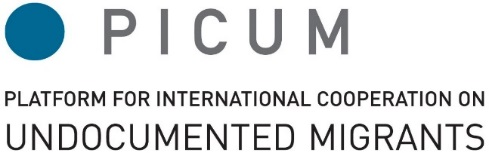 PICUM
PLATFORM FOR INTERNATIONAL COOPERATION ON
UNDOCUMENTED MIGRANTS